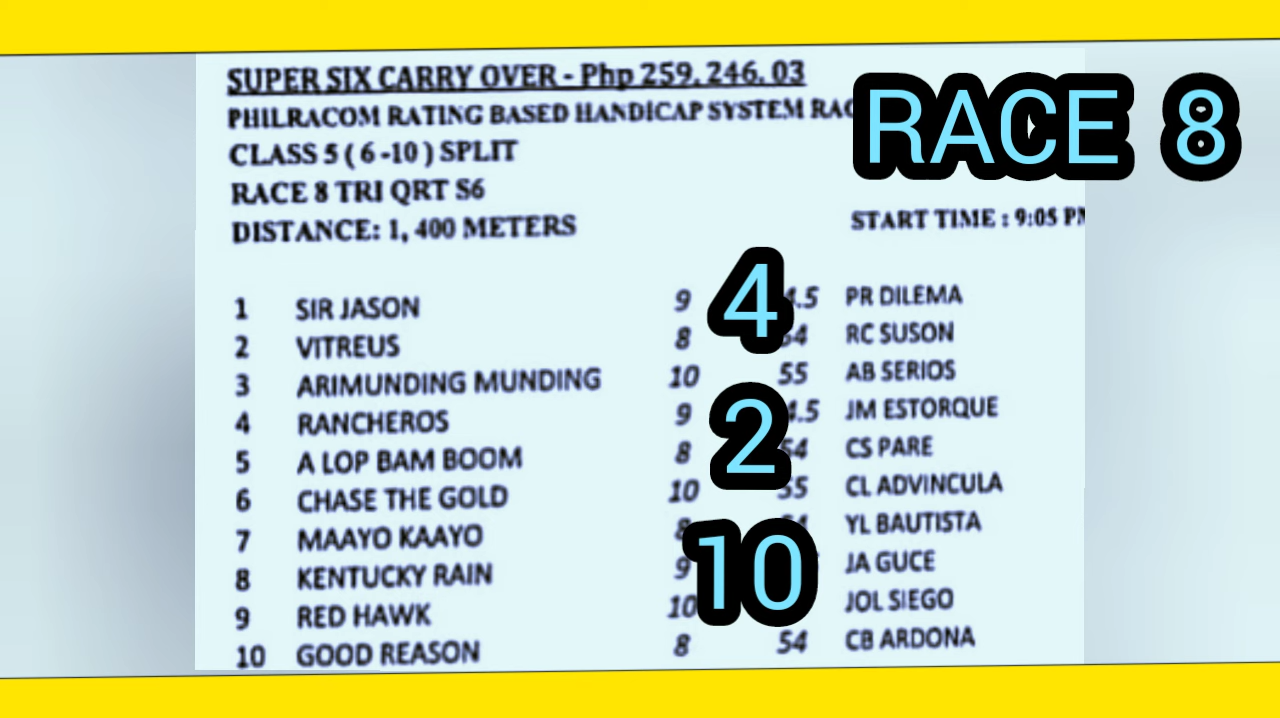 SUPER SIX CARRY OVER - Php 259, 246. 03
PHILRACOM RATING BASED HANDICAP SYSTEM
RACE 8
CLASS 5 ( 6 -10 ) SPLIT
RACE 8 TRI QRT S6
DISTANCE: 1, 400 METERS START TIME : 9:05
1 SIR JASON 9 PR DILEMA
2 VITREUS 8 RC SUSON
3 ARIMUNDING MUNDING 10 55 AB SERIOS
4 RANCHEROS 9 JM ESTORQUE
5 A LOP BAM BOOM 8 54 CS PARE
6 CHASE THE GOLD 10 55 CL ADVINCULA
7 MAAYO KAAYO 8 YL BAUTISTA
8 KENTUCKY RAIN 9 JA GUCE
9 RED HAWK 10 JOL SIEGO
10 GOOD REASON 8 54 CB ARDONA
4
2
10